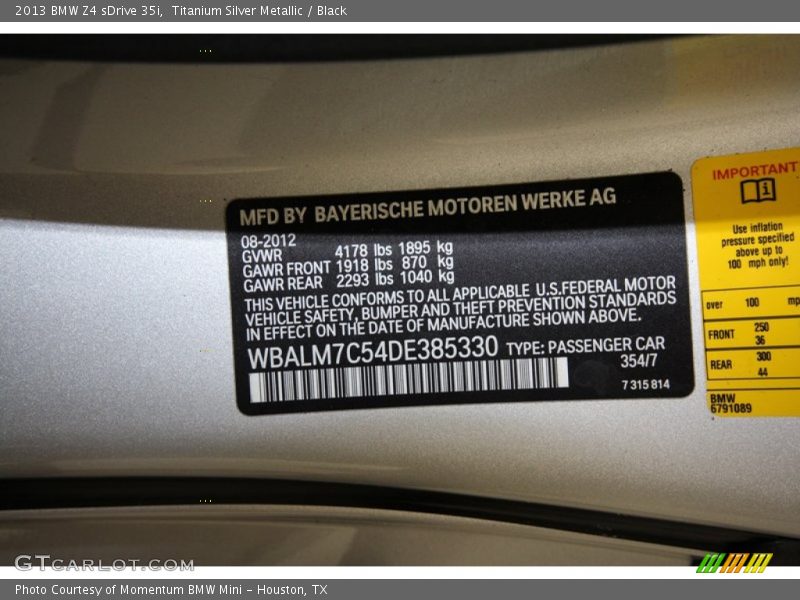 2013 BMW Z4 sDrive 35i, Titanium Silver Metallic / Black
MFD BY BAYERISCHE MOTOREN WERKE AG
08-2012
GVWR 4178 lbs 1895 kg
GAWR FRONT 1918 lbs 870 kg
GAWR REAR 2293 lbs 1040 kg
THIS VEHICLE CONFORMS TO ALL APPLICABLE U.S.FEDERAL MOTOR
VEHICLE SAFETY, BUMPER AND THEFT PREVENTION STANDARDS
IN EFFECT ON THE DATE OF MANUFACTURE SHOWN ABOVE.
WBALM7C54DE385330 TYPE: PASSENGER CAR
354/7
7 315 814
IMPORTANT
Use inflation
pressure specified
above up to
100 mph only!
over 100 mp
FRONT 250
36
REAR 300
44
BMW
6791089
GTCARLOT.COM
Photo Courtesy of Momentum BMW Mini - Houston, TX